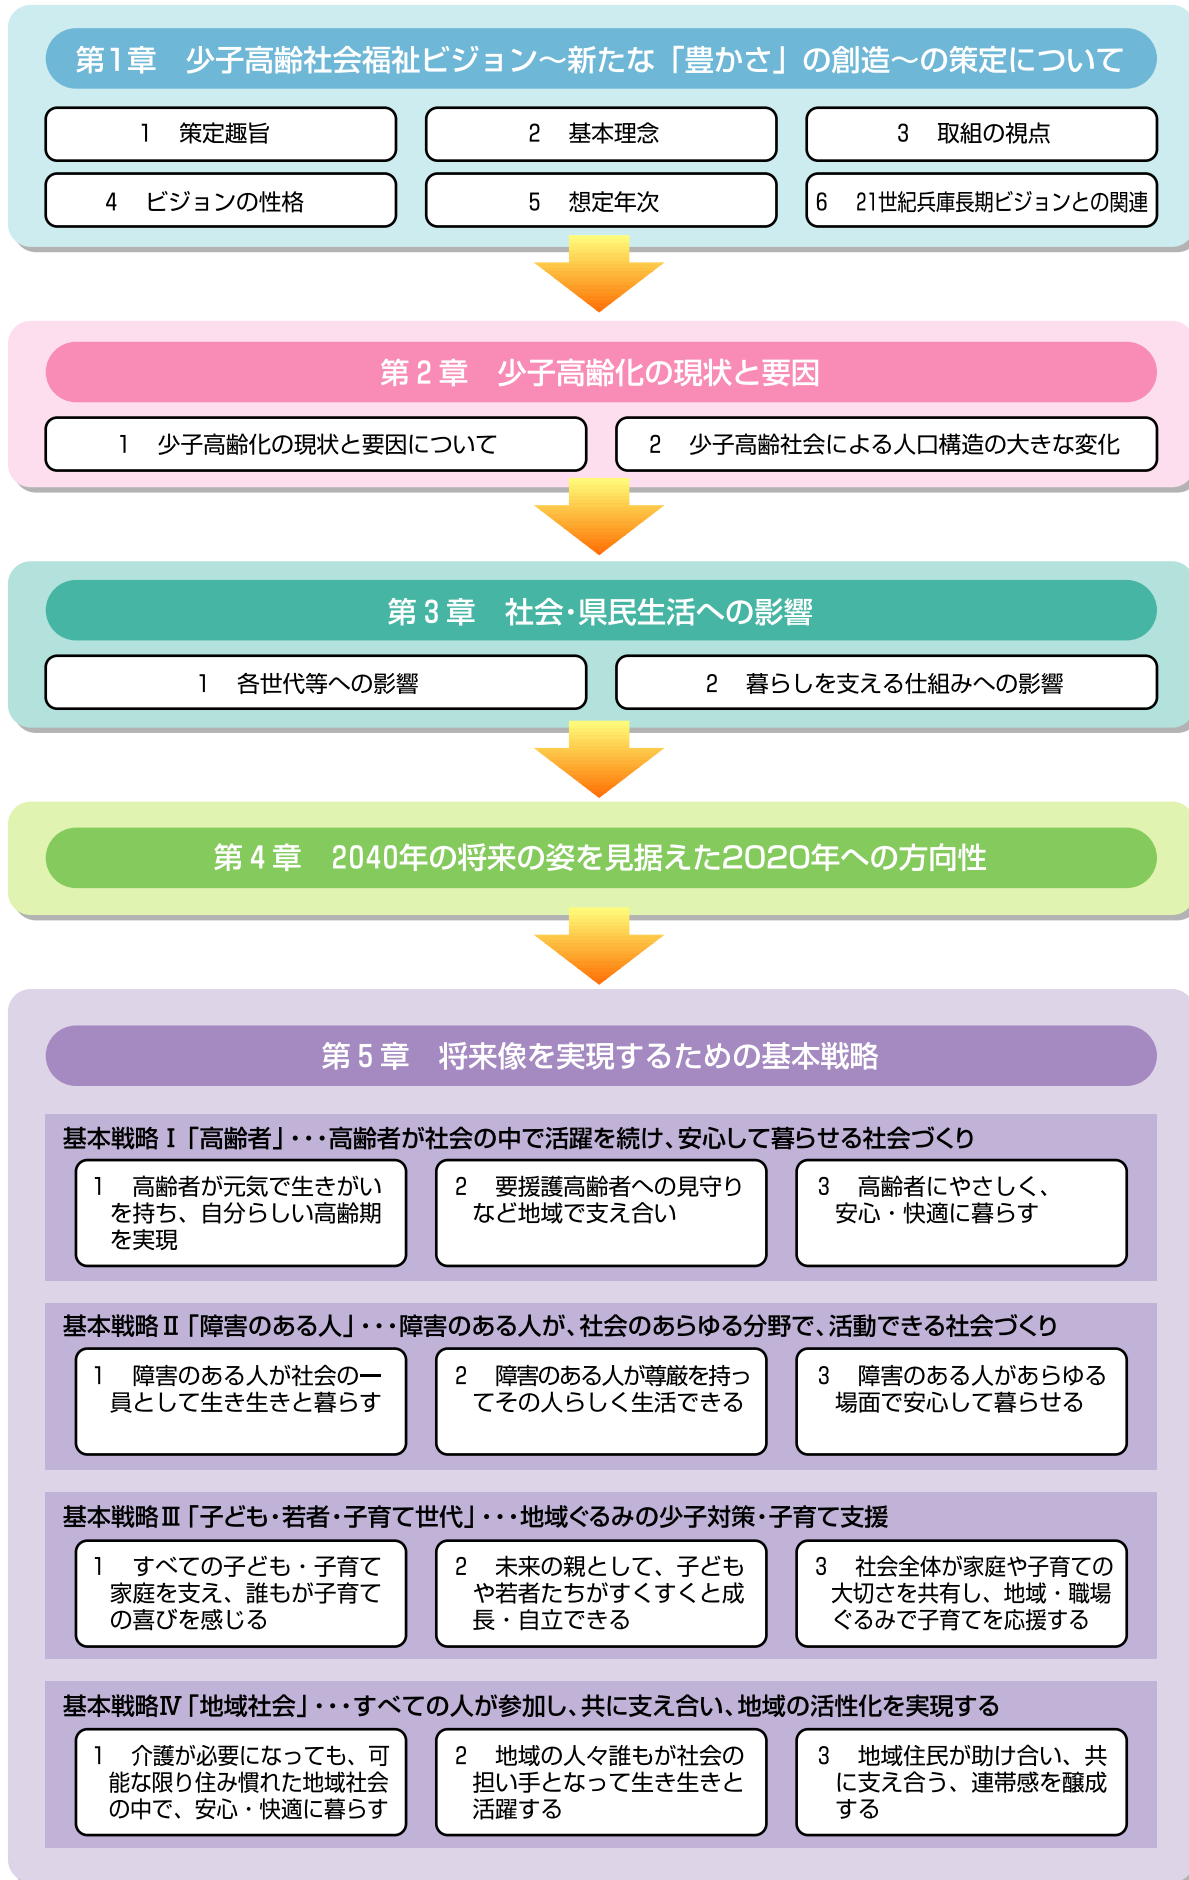 第1章　少子高齢社会福祉ビジョン～新たな「豊かさ」の創造～の策定について
1　策定趣旨
2　基本理念
3　取組の視点
4　ビジョンの性格
5　想定年次
6　21世紀兵庫長期ビジョンとの関連
第2章　少子高齢化の現状と要因
1　少子高齢化の現状と要因について
2　少子高齢社会による人口構造の大きな変化
第3章　社会・県民生活への影響
1　各世代等への影響
2　暮らしを支える仕組みへの影響
第4章　2040年の将来の姿を見据えた2020年への方向性
第5章　将来像を実現するための基本戦略
基本戦略Ⅰ「高齢者」・・・高齢者が社会の中で活躍を続け、安心して暮らせる社会づくり
1　高齢者が元気で生きがい
を持ち、自分らしい高齢期
を実現
2　要援護高齢者への見守り
など地域で支え合い
3　高齢者にやさしく、
安心・快適に暮らす
基本戦略Ⅱ「障害のある人」・・・障害のある人が、社会のあらゆる分野で、活動できる社会づくり
1　障害のある人が社会の一
員として生き生きと暮らす
2　障害のある人が尊厳を持っ
てその人らしく生活できる
3　障害のある人があらゆる
場面で安心して暮らせる
基本戦略Ⅲ「子ども・若者・子育て世代」・・・地域ぐるみの少子対策・子育て支援
1　すべての子ども・子育て
家庭を支え、誰もが子育て
の喜びを感じる
2　未来の親として、子ども
や若者たちがすくすくと成
長・自立できる
3　社会全体が家庭や子育ての
大切さを共有し、地域・職場
ぐるみで子育てを応援する
基本戦略Ⅳ「地域社会」・・・すべての人が参加し、共に支え合い、地域の活性化を実現する
1　介護が必要になっても、可
能な限り住み慣れた地域社会
の中で、安心・快適に暮らす
2　地域の人々誰もが社会の
担い手となって生き生きと
活躍する
3　地域住民が助け合い、共
に支え合う、連帯感を醸成
する